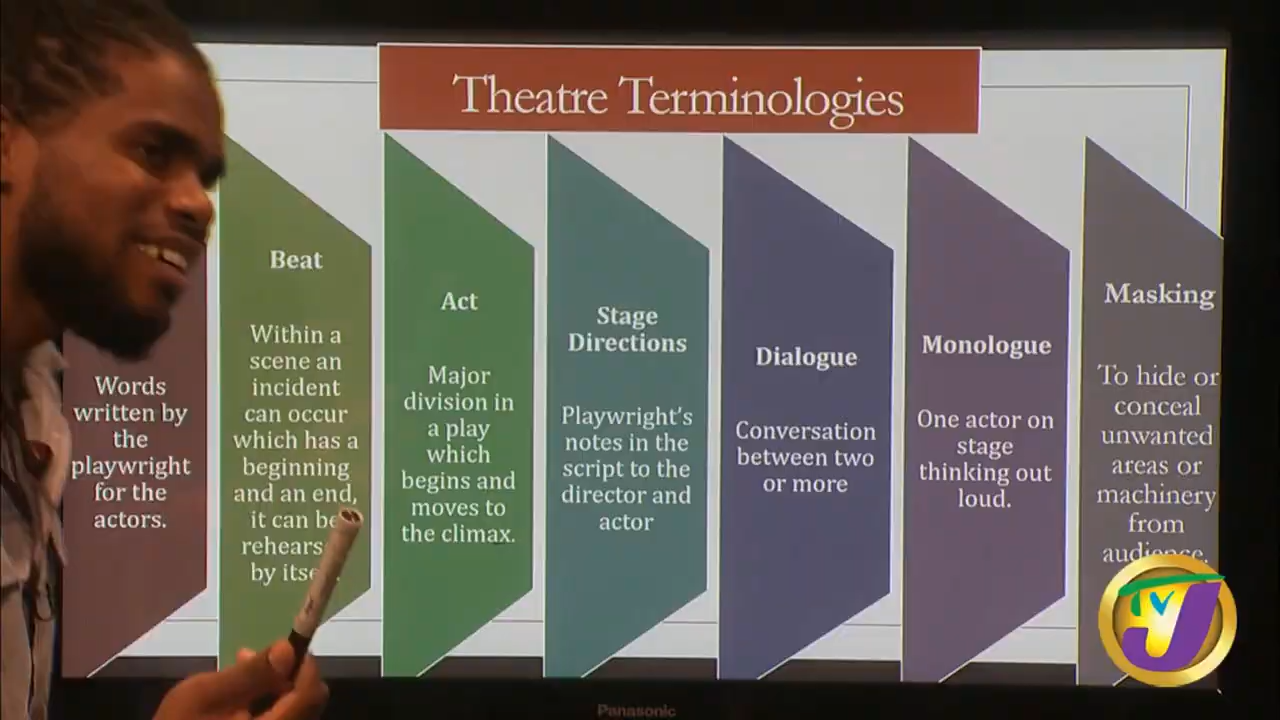 Theatre Terminologies
Words
written by
the
playwright
for the
actors.
Beat
Within a
scene an
incident
can occur
which has a
beginning
and an end,
it can be
by
Act
Major
division in
a play
which
begins and
moves to
the climax.
Stage
Directions
Playwright's
notes in the
script to the
director and
actor
Dialogue
Conversation
between two
or more
Monologue
One actor on
stage
thinking out
loud.
Masking
To hide or
conceal
unwanted
areas or
machinery
from
audience.
TVJ
Panasonic